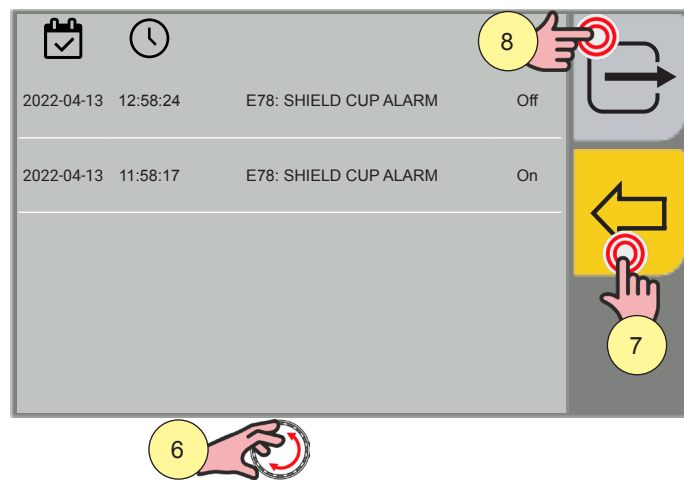 8
2022-04-13 12:58:24 E78: SHIELD CUP ALARM Off
2022-04-13 11:58:17 E78: SHIELD CUP ALARM On
7
6